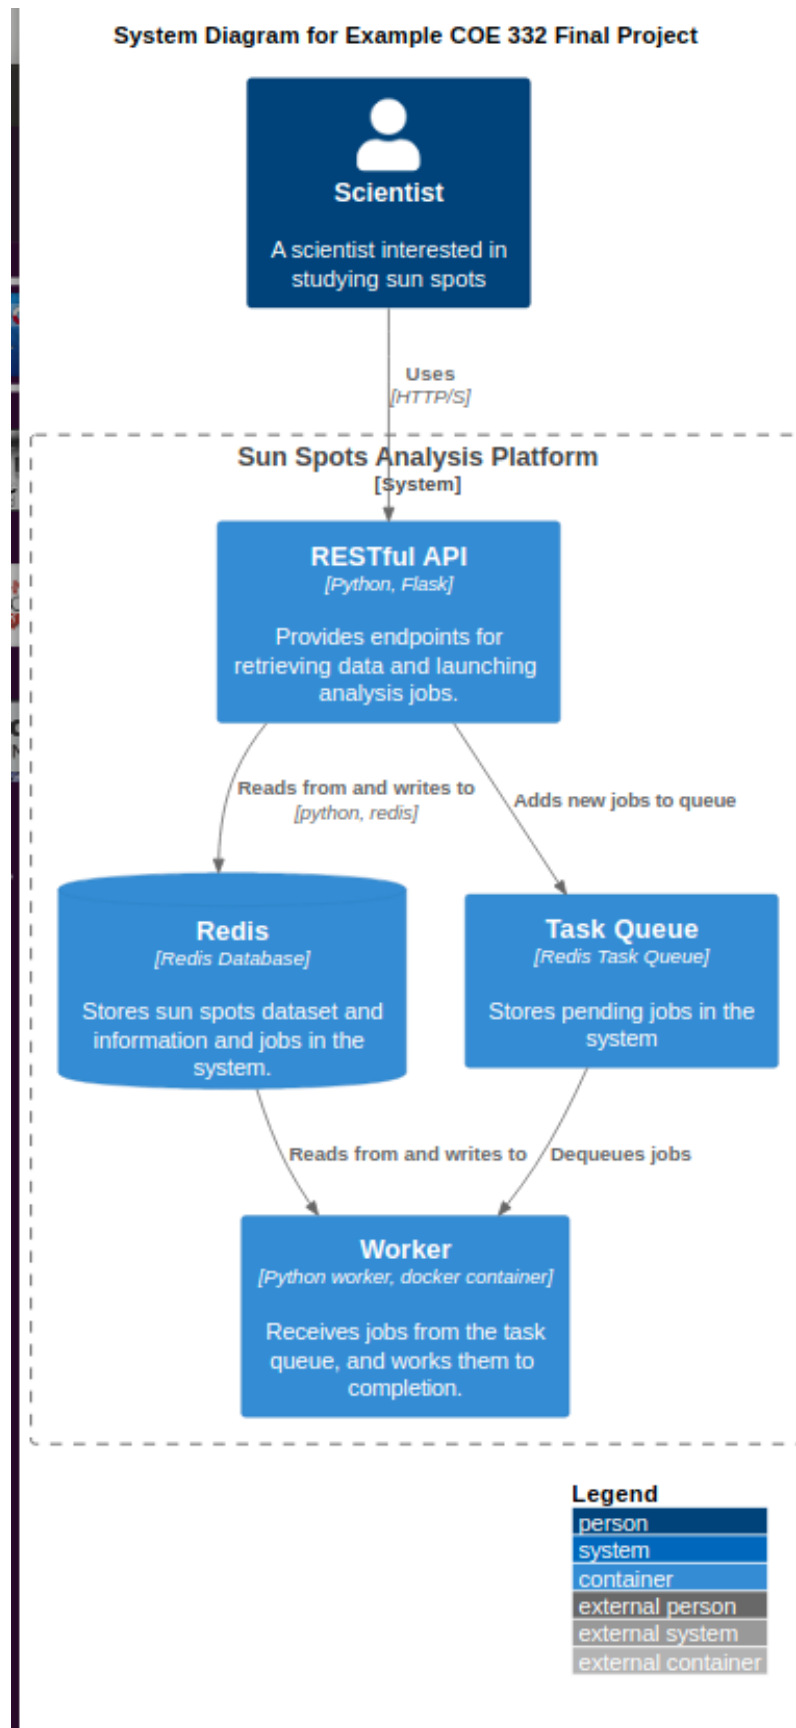 System Diagram for Example COE 332 Final Project
Scientist
A scientist interested in
studying sun spots
Uses
[HTTP/S]
Sun Spots Analysis Platform
[System]
RESTful API
[Python, Flask]
Provides endpoints for
retrieving data and launching
analysis jobs.
Reads from and writes to
[python, redis]
Adds new jobs to queue
Redis
[Redis Database]
Stores sun spots dataset and
information and jobs in the
system.
Task Queue
[Redis Task Queue]
Stores pending jobs in the
system
Reads from and writes to
Dequeues jobs
Worker
[Python worker, docker container]
Receives jobs from the task
queue, and works them to
completion.
Legend
person
system
container
external person
external system
external container